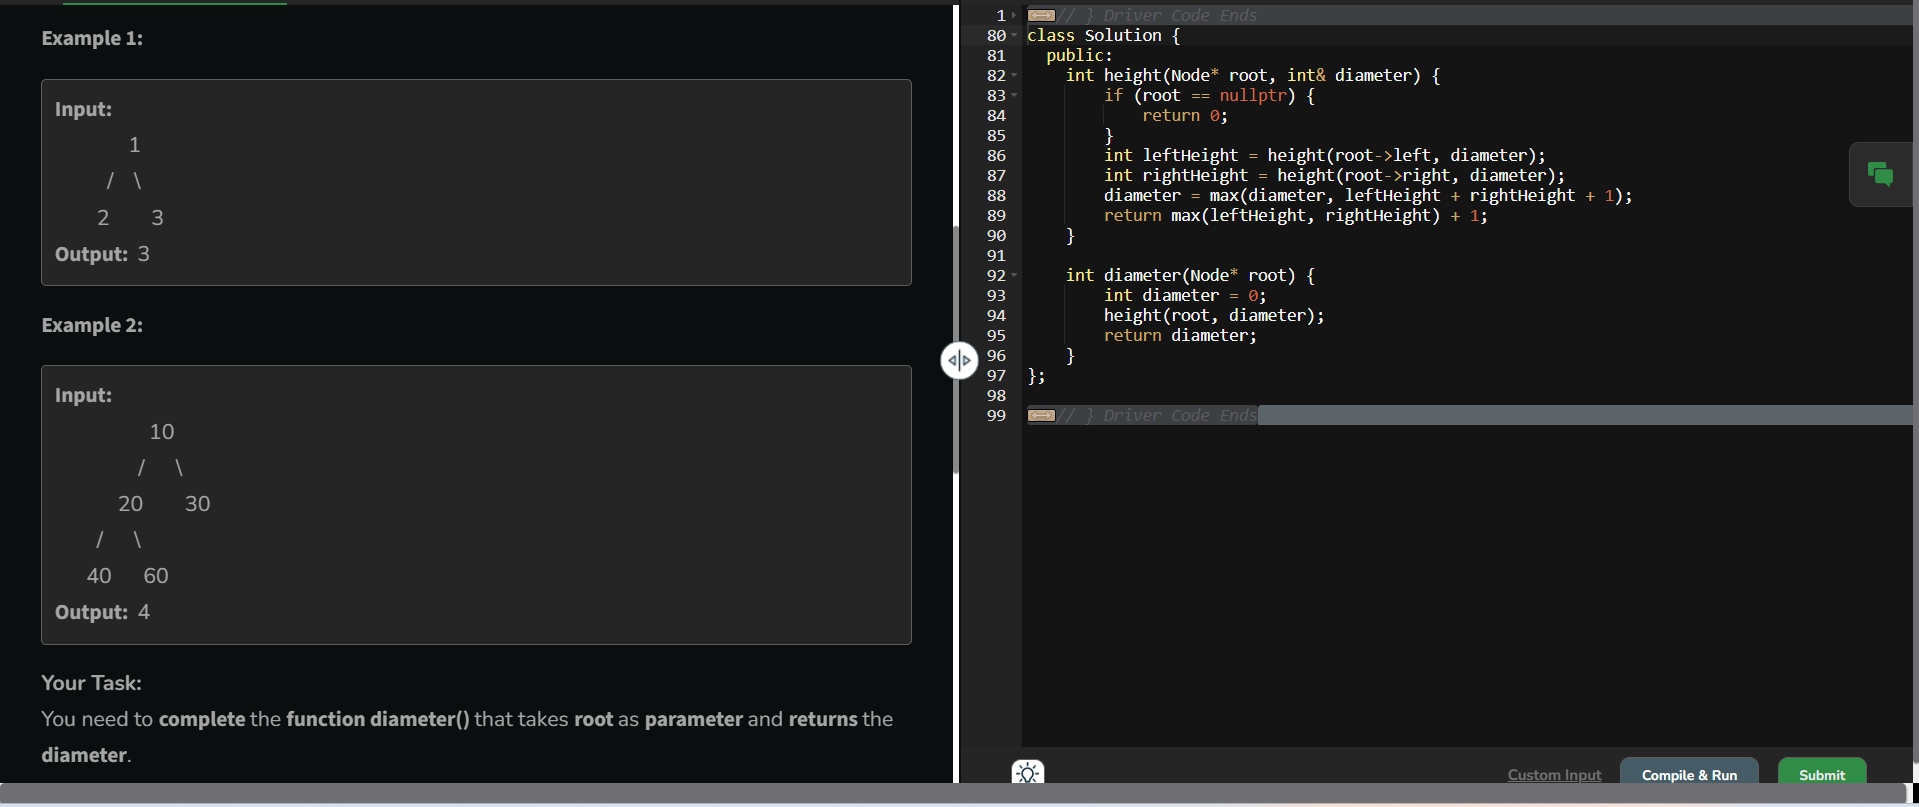 Example 1:
Input:
1
/ \
2 3
Output: 3
Example 2:
Input:
10
/ \
20 30
/ \
40 60
Output: 4
Your Task:
You need to complete the function diameter() that takes root as parameter and returns the
diameter.
1 // } Driver Code Ends
80 class Solution {
81 public:
82 int height(Node* root, int& diameter) {
83 if (root == nullptr) {
84 return 0;
85 }
86 int leftHeight = height(root->left, diameter);
87 int rightHeight = height(root->right, diameter);
88 diameter = max(diameter, leftHeight + rightHeight + 1);
89 return max(leftHeight, rightHeight) + 1;
90 }
91
92 int diameter(Node* root) {
93 int diameter = 0;
94 height(root, diameter);
95 return diameter;
96 }
97 };
98
99 // } Driver Code Ends
Custom Input Compile & Run Submit